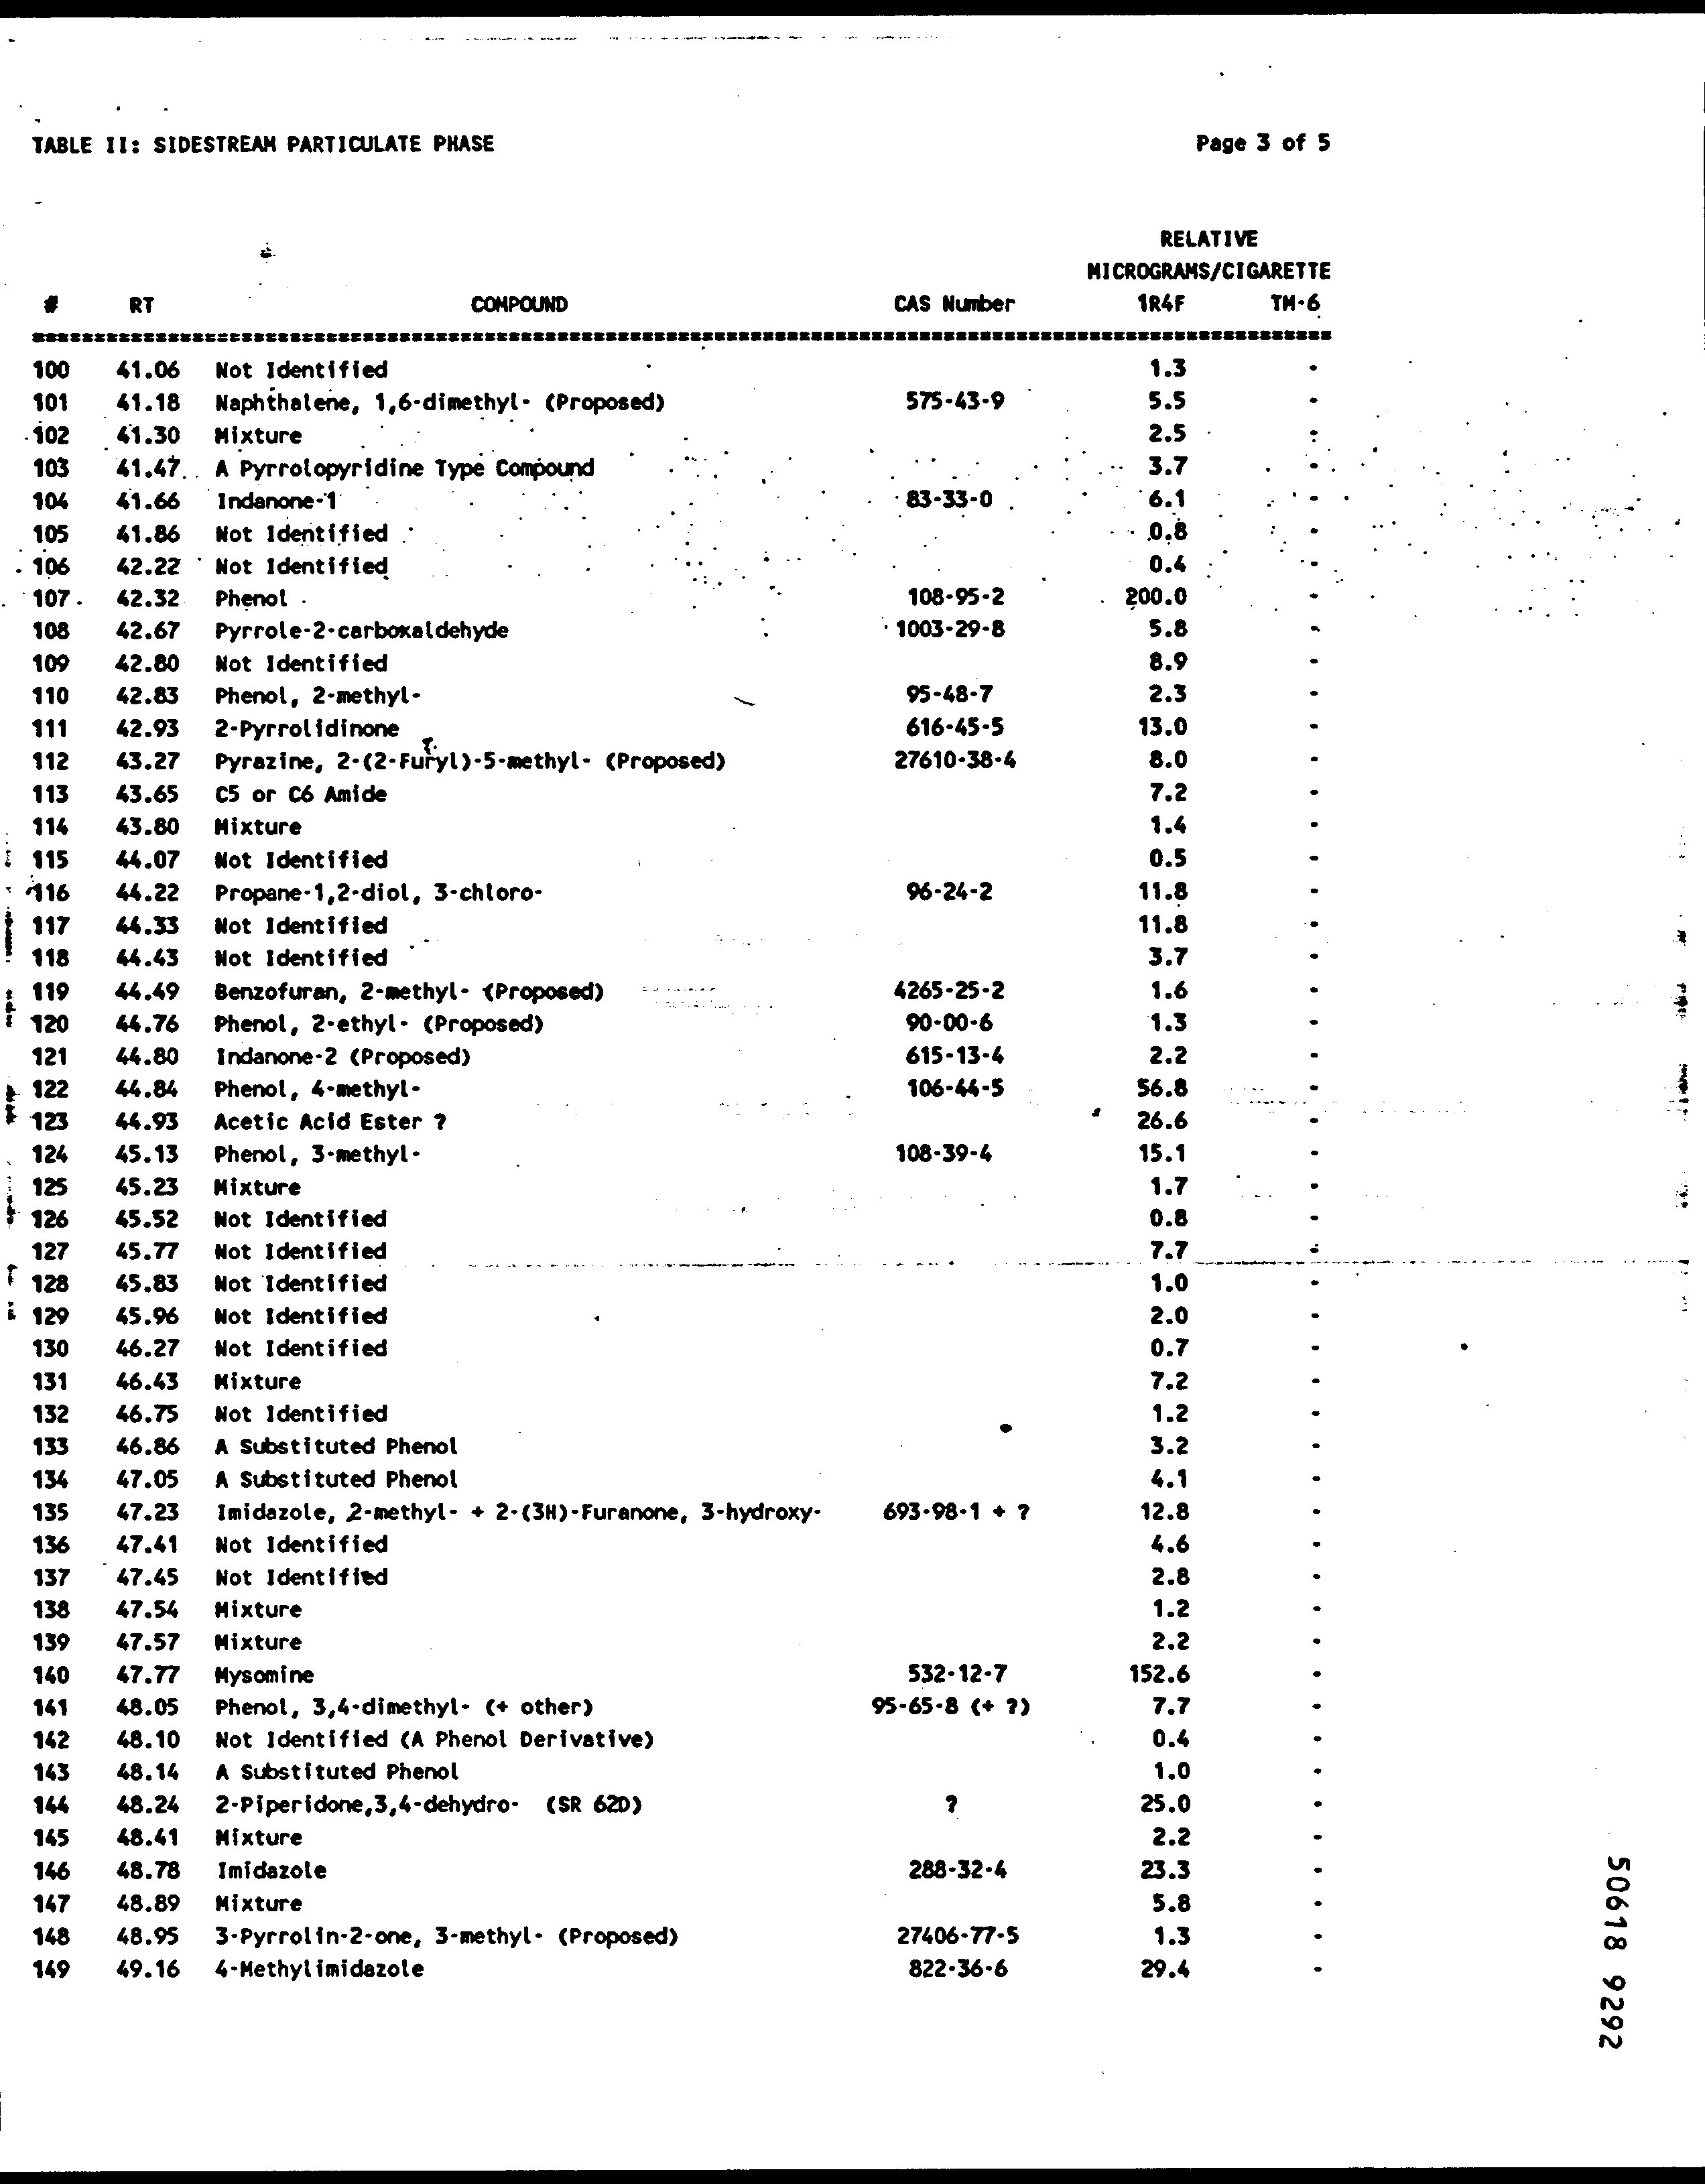 TABLE II: SIDESTREAM PARTICULATE PHASE Page 3 of 5
RELATIVE
MICROGRAMS/CIGARETTE
# RT COMPOUND CAS Number 1R4F TM-6
100 41.06 Not Identified 1.3 -
101 41.18 Naphthalene, 1,6-dimethyl- (Proposed) 575-43-9 5.5 -
102 41.30 Mixture 2.5 -
103 41.47 A Pyrrolopyridine Type Compound 3.7 -
104 41.66 Indanone-1 83-33-0 6.1 -
105 41.86 Not Identified 0.8 -
106 42.22 Not Identified 0.4 -
107 42.32 Phenol 108-95-2 200.0 -
108 42.67 Pyrrole-2-carboxaldehyde 1003-29-8 5.8 -
109 42.80 Not Identified 8.9 -
110 42.83 Phenol, 2-methyl- 95-48-7 2.3 -
111 42.93 2-Pyrrolidinone 616-45-5 13.0 -
112 43.27 Pyrazine, 2-(2-Furyl)-5-methyl- (Proposed) 27610-38-4 8.0 -
113 43.65 C5 or C6 Amide 7.2 -
114 43.80 Mixture 1.4 -
115 44.07 Not Identified 0.5 -
116 44.22 Propane-1,2-diol, 3-chloro- 96-24-2 11.8 -
117 44.33 Not Identified 11.8 -
118 44.43 Not Identified 3.7 -
119 44.49 Benzofuran, 2-methyl- (Proposed) 4265-25-2 1.6 -
120 44.76 Phenol, 2-ethyl- (Proposed) 90-00-6 1.3 -
121 44.80 Indanone-2 (Proposed) 615-13-4 2.2 -
122 44.84 Phenol, 4-methyl- 106-44-5 56.8 -
123 44.93 Acetic Acid Ester ? 26.6 -
124 45.13 Phenol, 3-methyl- 108-39-4 15.1 -
125 45.23 Mixture 1.7 -
126 45.52 Not Identified 0.8 -
127 45.77 Not Identified 7.7 -
128 45.83 Not Identified 1.0 -
129 45.96 Not Identified 2.0 -
130 46.27 Not Identified 0.7 -
131 46.43 Mixture 7.2 -
132 46.75 Not Identified 1.2 -
133 46.86 A Substituted Phenol 3.2 -
134 47.05 A Substituted Phenol 4.1 -
135 47.23 Imidazole, 2-methyl- + 2-(3H)-Furanone, 3-hydroxy- 693-98-1 + ? 12.8 -
136 47.41 Not Identified 4.6 -
137 47.45 Not Identified 2.8 -
138 47.54 Mixture 1.2 -
139 47.57 Mixture 2.2 -
140 47.77 Mysomine 532-12-7 152.6 -
141 48.05 Phenol, 3,4-dimethyl- (+ other) 95-65-8 (+ ?) 7.7 -
142 48.10 Not Identified (A Phenol Derivative) 0.4 -
143 48.14 A Substituted Phenol 1.0 -
144 48.24 2-Piperidone,3,4-dehydro- (SR 62D) ? 25.0 -
145 48.41 Mixture 2.2 -
146 48.78 Imidazole 288-32-4 23.3 -
147 48.89 Mixture 5.8 -
148 48.95 3-Pyrrolin-2-one, 3-methyl- (Proposed) 27406-77-5 1.3 -
149 49.16 4-Methylimidazole 822-36-6 29.4 -
50618 9292